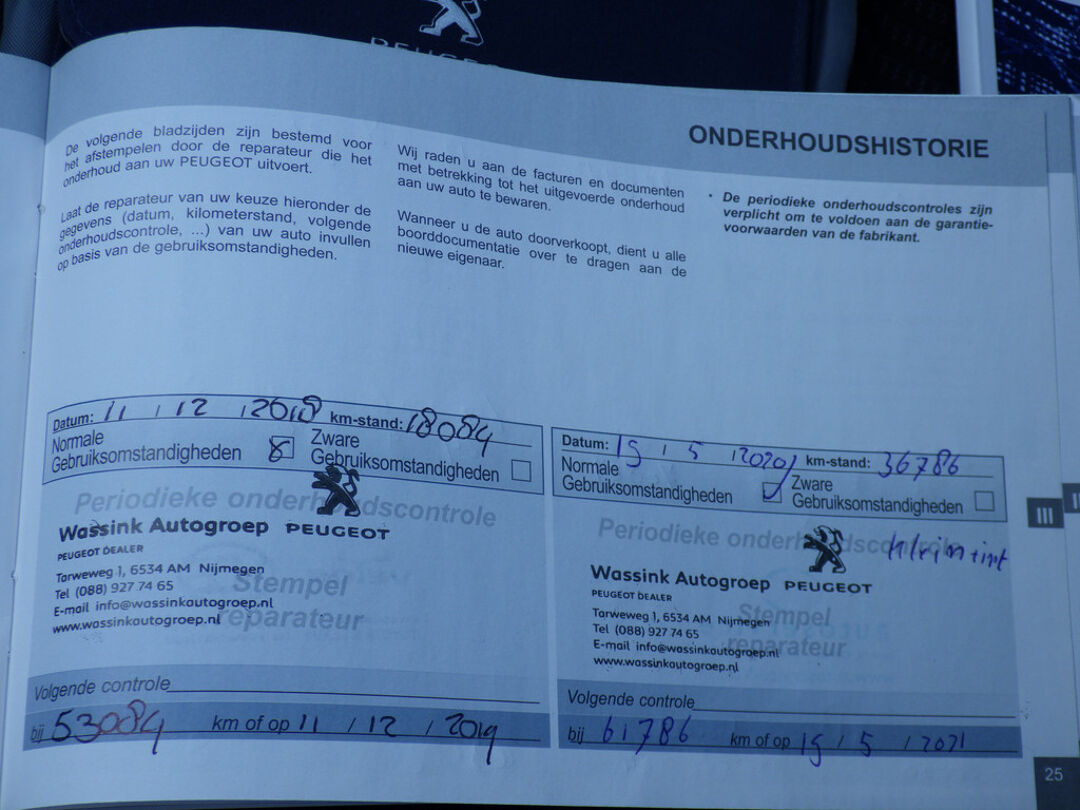 PEUGEOT
ONDERHOUDSHISTORIE
De volgende bladzijden zijn bestemd voor
het afstempelen door de reparateur die het
onderhoud aan uw PEUGEOT uitvoert.
Laat de reparateur van uw keuze hieronder de
gegevens (datum, kilometerstand, volgende
onderhoudscontrole, ...) van uw auto invullen
op basis van de gebruiksomstandigheden.
Wij raden u aan de facturen en documenten
met betrekking tot het uitgevoerde onderhoud
aan uw auto te bewaren.
Wanneer u de auto doorverkoopt, dient u alle
boorddocumentatie over te dragen aan de
nieuwe eigenaar.
• De periodieke onderhoudscontroles zijn
verplicht om te voldoen aan de garantie-
voorwaarden van de fabrikant.
Datum: 11 / 12 / 2018 km-stand: 18084
Normale
Gebruiksomstandigheden
Zware
Gebruiksomstandigheden
Periodieke onderhoudscontrole
Wassink Autogroep PEUGEOT
PEUGEOT DEALER
Tarweweg 1, 6534 AM Nijmegen
Tel (088) 927 74 65
E-mail info@wassinkautogroep.nl
www.wassinkautogroep.nl
Stempel
reparateur
Volgende controle
bij 53084 km of op 11 / 12 / 2019
Datum: 15 / 5 / 2020 km-stand: 36786
Normale
Gebruiksomstandigheden
Zware
Gebruiksomstandigheden
Periodieke onderhoudscontrole
Wassink Autogroep PEUGEOT
PEUGEOT DEALER
Tarweweg 1, 6534 AM Nijmegen
Tel (088) 927 74 65
E-mail info@wassinkautogroep.nl
www.wassinkautogroep.nl
Stempel
reparateur
Volgende controle
bij 61786 km of op 15 / 5 / 2021
III
25